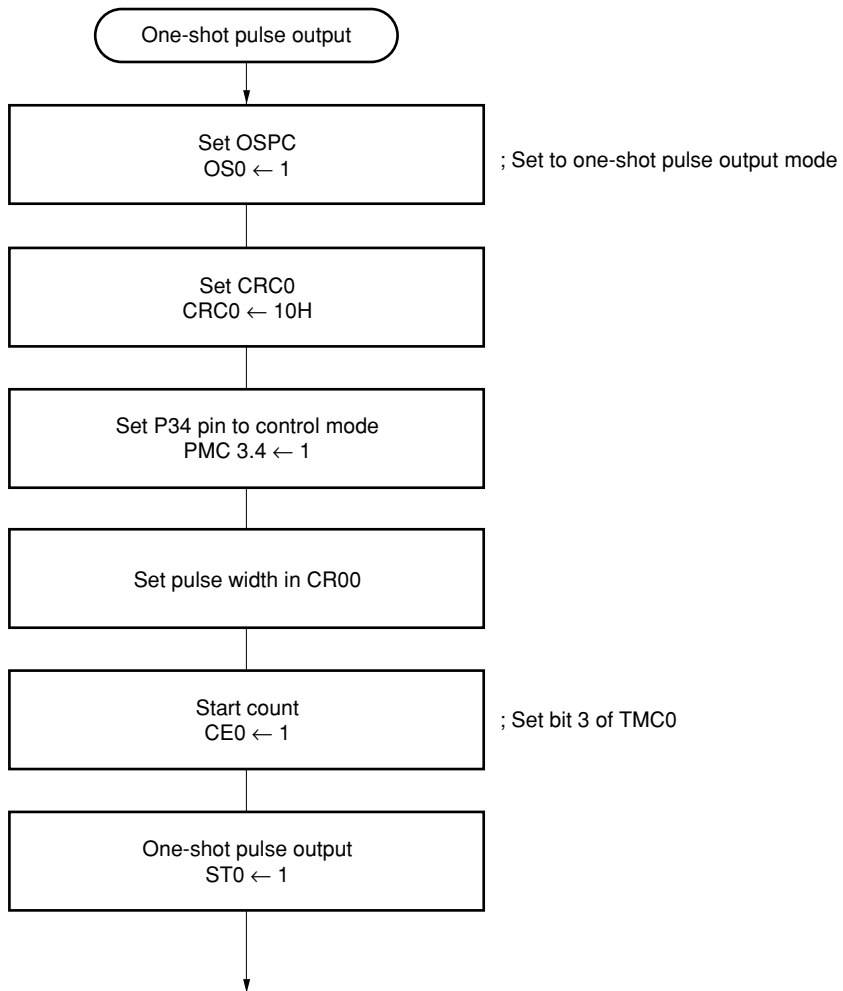 One-shot pulse output
Set OSPC
OS0 ← 1
; Set to one-shot pulse output mode
Set CRC0
CRC0 ← 10H
Set P34 pin to control mode
PMC 3.4 ← 1
Set pulse width in CR00
Start count
CE0 ← 1
; Set bit 3 of TMC0
One-shot pulse output
ST0 ← 1